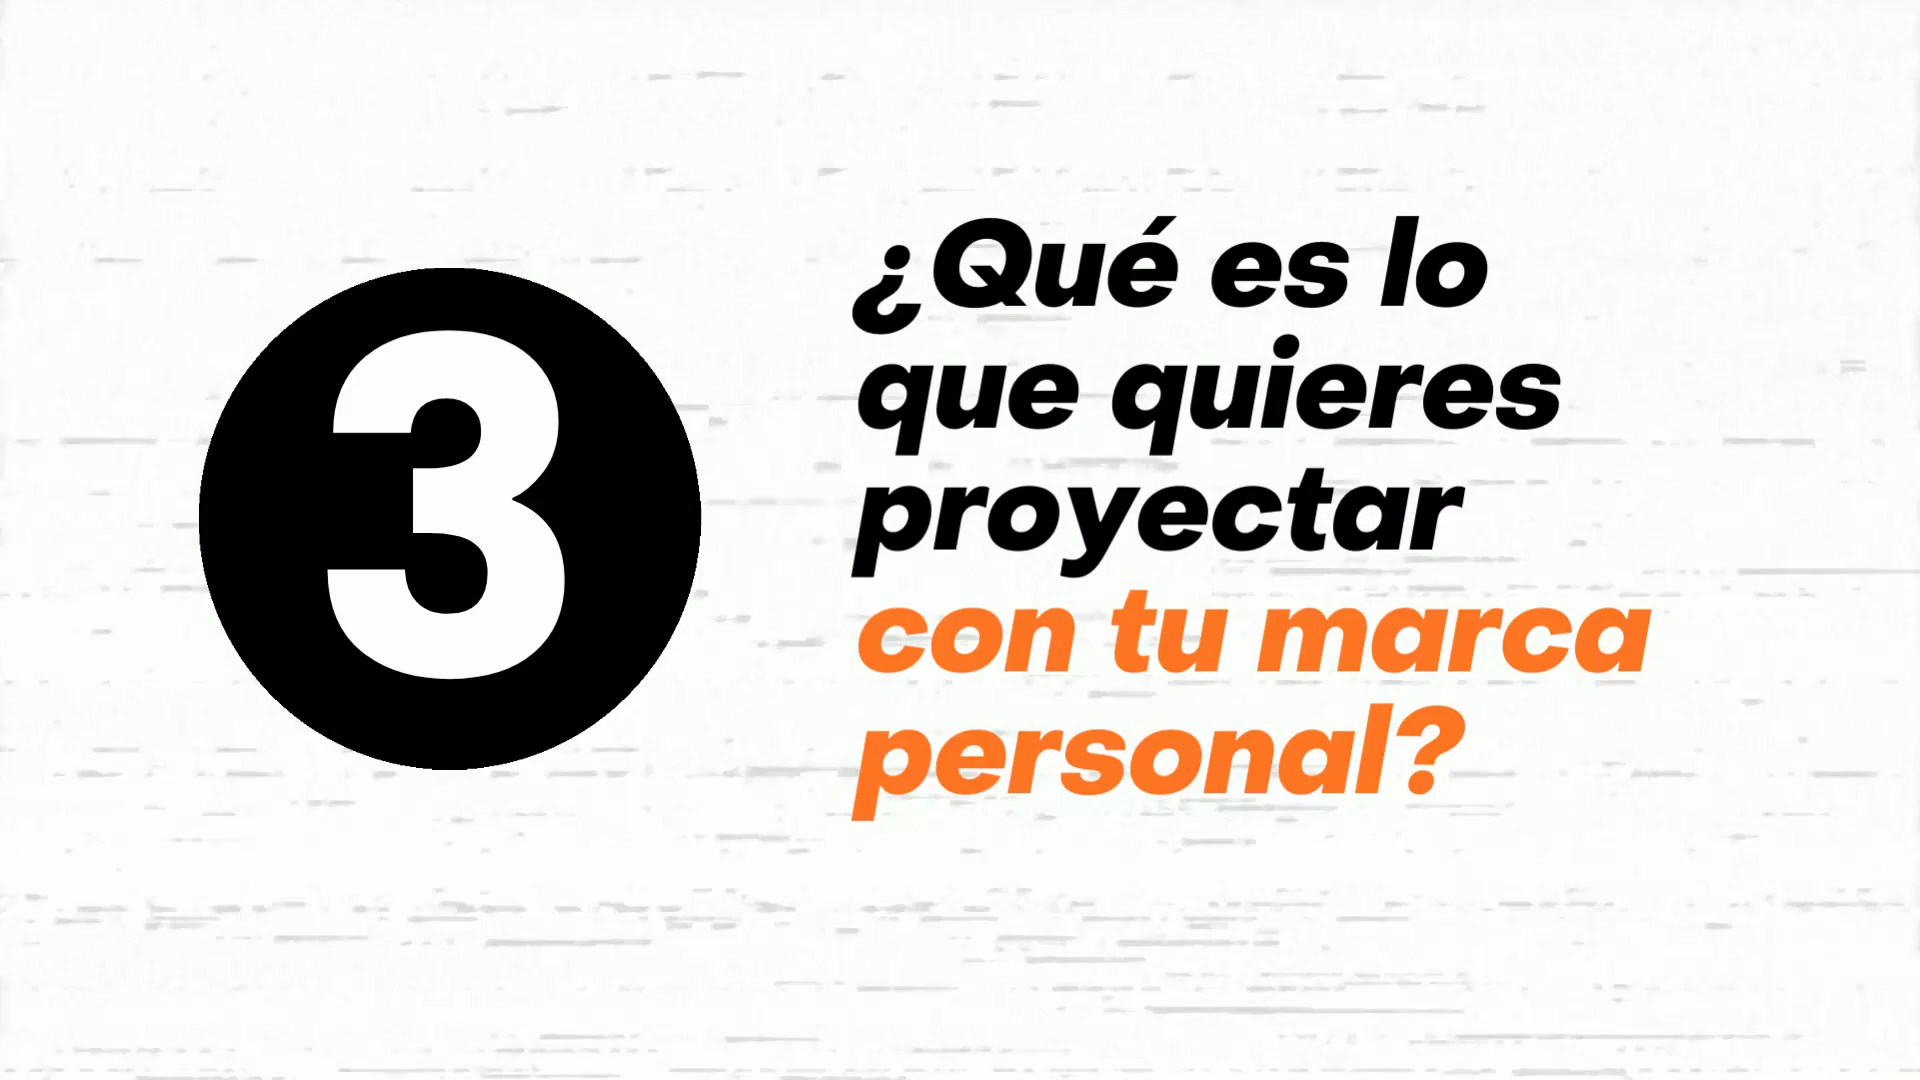 3
¿Qué es lo
que quieres
proyectar
con tu marca
personal?